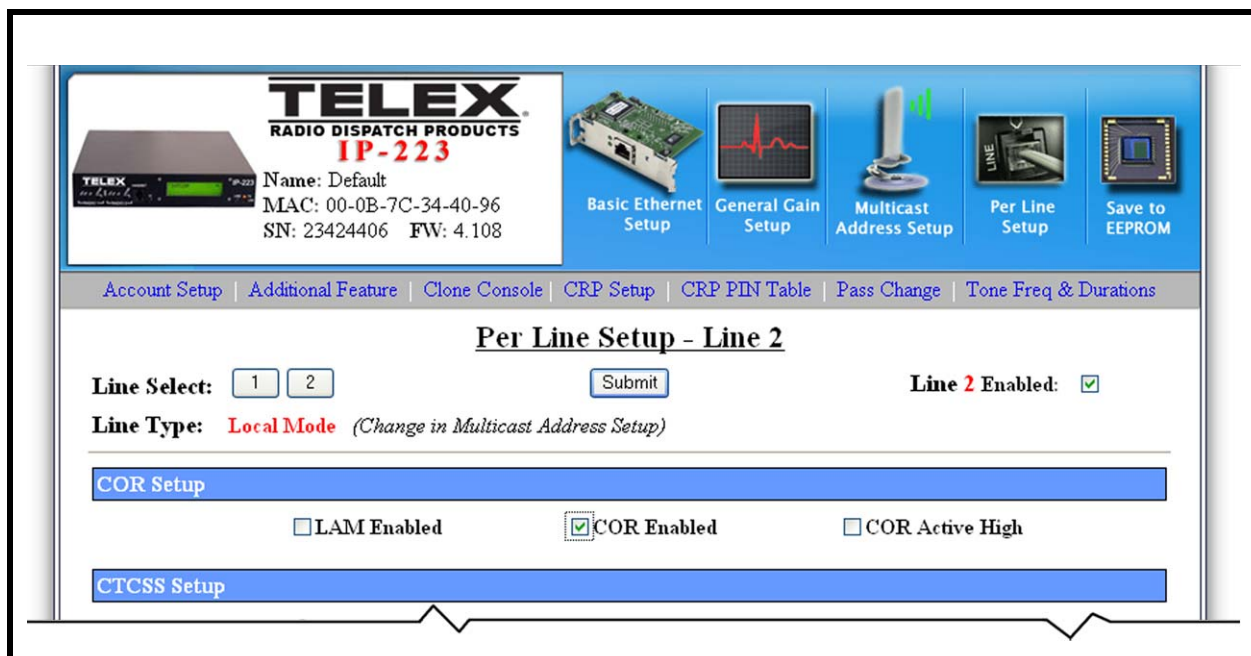 TELEX
RADIO DISPATCH PRODUCTS
IP-223
Name: Default
MAC: 00-0B-7C-34-40-96
SN: 23424406 FW: 4.108
TELEX
IP-223
LINE
Basic Ethernet Setup
General Gain Setup
Multicast Address Setup
Per Line Setup
Save to EEPROM
Account Setup | Additional Feature | Clone Console | CRP Setup | CRP PIN Table | Pass Change | Tone Freq & Durations
Per Line Setup - Line 2
Line Select: 1 2 Submit Line 2 Enabled:
Line Type: Local Mode (Change in Multicast Address Setup)
COR Setup
LAM Enabled COR Enabled COR Active High
CTCSS Setup